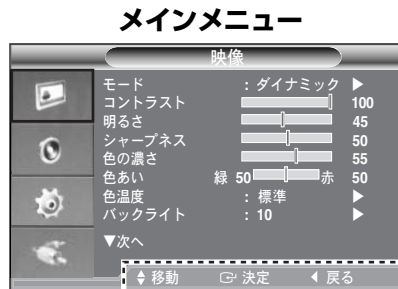 メインメニュー
映像
モード : ダイナミック ▶
コントラスト 100
明るさ 45
シャープネス 50
色の濃さ 55
色あい 緑 50 赤 50
色温度 : 標準 ▶
バックライト : 10 ▶
▼次へ
移動 決定 戻る